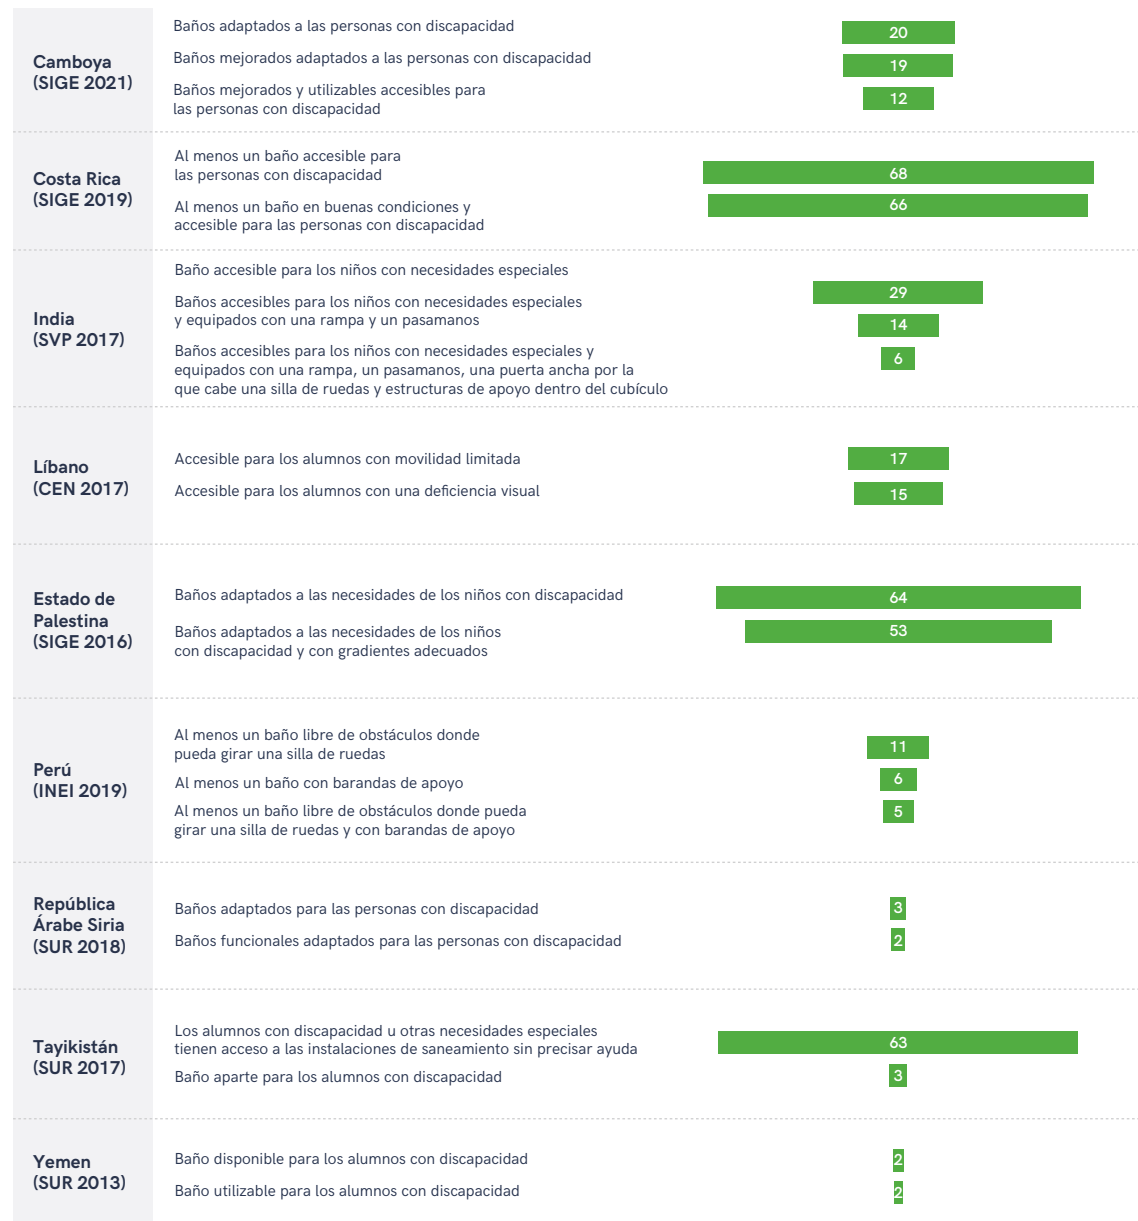 Camboya
(SIGE 2021)
Baños adaptados a las personas con discapacidad
20
Baños mejorados adaptados a las personas con discapacidad
19
Baños mejorados y utilizables accesibles para
las personas con discapacidad
12
Costa Rica
(SIGE 2019)
Al menos un baño accesible para
las personas con discapacidad
68
Al menos un baño en buenas condiciones y
accesible para las personas con discapacidad
66
India
(SVP 2017)
Baño accesible para los niños con necesidades especiales
29
Baños accesibles para los niños con necesidades especiales
y equipados con una rampa y un pasamanos
14
Baños accesibles para los niños con necesidades especiales y
equipados con una rampa, un pasamanos, una puerta ancha por la
que cabe una silla de ruedas y estructuras de apoyo dentro del cubículo
6
Líbano
(CEN 2017)
Accesible para los alumnos con movilidad limitada
17
Accesible para los alumnos con una deficiencia visual
15
Estado de
Palestina
(SIGE 2016)
Baños adaptados a las necesidades de los niños con discapacidad
64
Baños adaptados a las necesidades de los niños
con discapacidad y con gradientes adecuados
53
Perú
(INEI 2019)
Al menos un baño libre de obstáculos donde
pueda girar una silla de ruedas
11
Al menos un baño con barandas de apoyo
6
Al menos un baño libre de obstáculos donde pueda
girar una silla de ruedas y con barandas de apoyo
5
República
Árabe Siria
(SUR 2018)
Baños adaptados para las personas con discapacidad
3
Baños funcionales adaptados para las personas con discapacidad
2
Tayikistán
(SUR 2017)
Los alumnos con discapacidad u otras necesidades especiales
tienen acceso a las instalaciones de saneamiento sin precisar ayuda
63
Baño aparte para los alumnos con discapacidad
3
Yemen
(SUR 2013)
Baño disponible para los alumnos con discapacidad
2
Baño utilizable para los alumnos con discapacidad
2